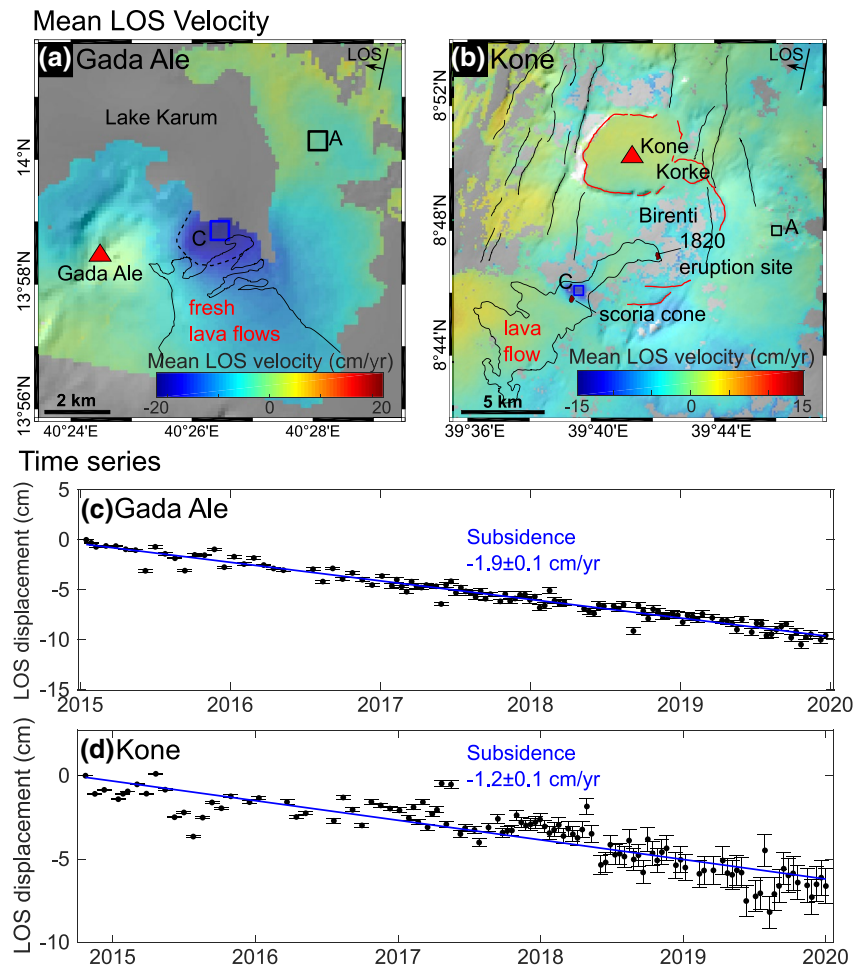 Mean LOS Velocity
(a) Gada Ale
LOS
Lake Karum
A
14°N
C
Gada Ale
13°58'N
fresh
lava flows
Mean LOS velocity (cm/yr)
2 km
-20 0 20
13°56'N
40°24'E 40°26'E 40°28'E
(b) Kone
LOS
8°52'N
Kone
Korke
Birenti
A
8°48'N
1820
eruption site
C
scoria cone
lava
flow
8°44'N
Mean LOS velocity (cm/yr)
5 km
-15 0 15
39°36'E 39°40'E 39°44'E
Time series
(c) Gada Ale
Subsidence
-1.9±0.1 cm/yr
LOS displacement (cm)
5
0
-5
-10
-15
2015 2016 2017 2018 2019 2020
(d) Kone
Subsidence
-1.2±0.1 cm/yr
LOS displacement (cm)
0
-5
-10
2015 2016 2017 2018 2019 2020